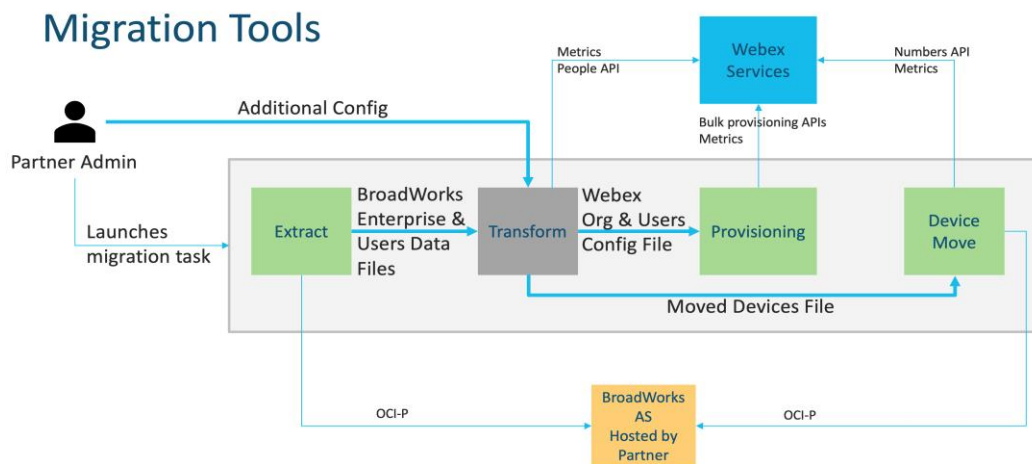 Migration Tools
Metrics
People API
Webex
Services
Numbers API
Metrics
Additional Config
Bulk provisioning APIs
Metrics
Partner Admin
Launches
migration task
Extract
BroadWorks
Enterprise &
Users Data
Files
Transform
Webex
Org & Users
Config File
Provisioning
Device
Move
Moved Devices File
OCI-P
BroadWorks
AS
Hosted by
Partner
OCI-P